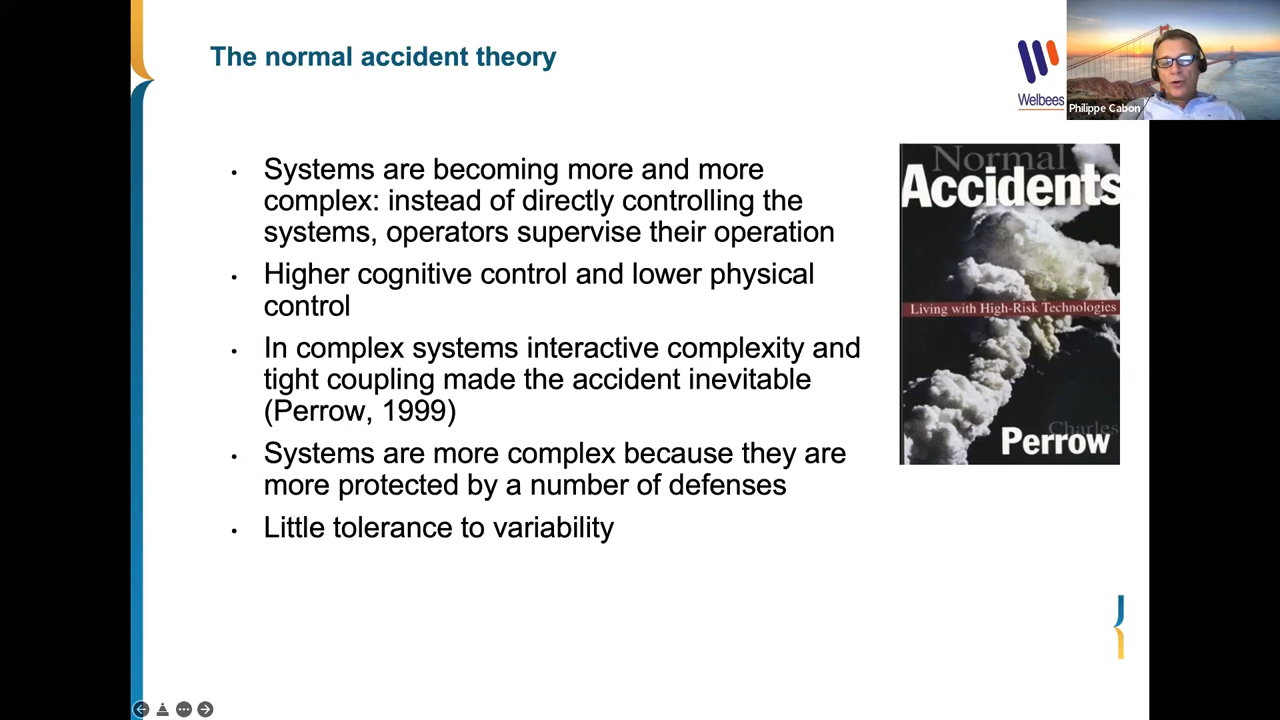 The normal accident theory
Welbees
Philippe Cabon
• Systems are becoming more and more
complex: instead of directly controlling the
systems, operators supervise their operation
• Higher cognitive control and lower physical
control
• In complex systems interactive complexity and
tight coupling made the accident inevitable
(Perrow, 1999)
• Systems are more complex because they are
more protected by a number of defenses
• Little tolerance to variability
Normal
Accidents
Living with High-Risk Technologies
Charles
Perrow